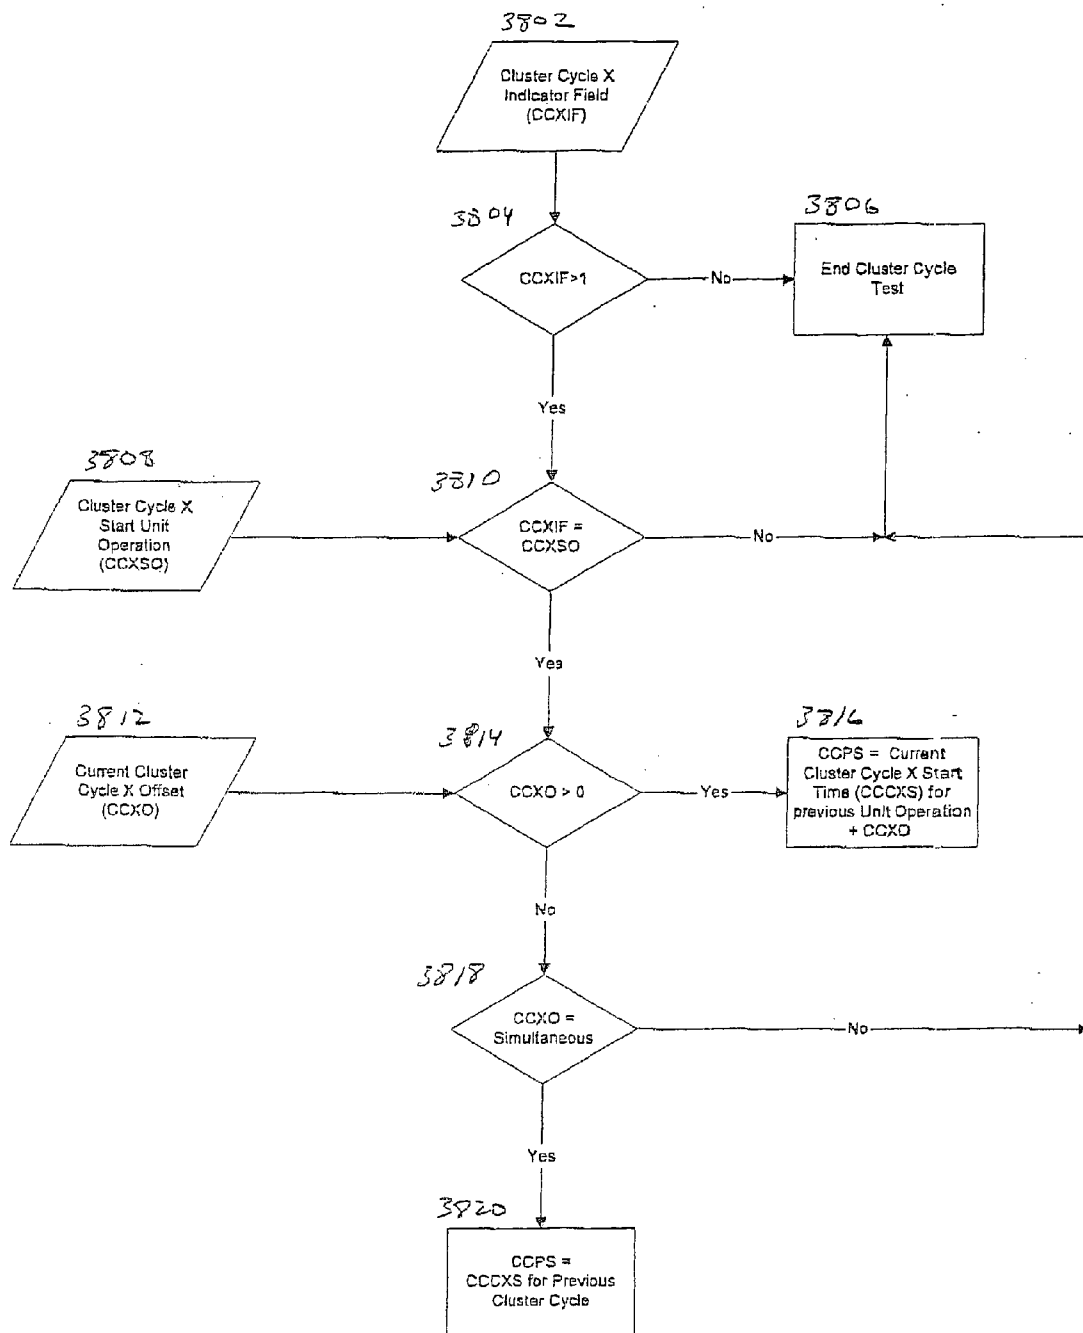 3802
Cluster Cycle X
Indicator Field
(CCXIF)
3804
CCXIF>1
No
3806
End Cluster Cycle
Test
Yes
3808
Cluster Cycle X
Start Unit
Operation
(CCXSO)
3810
CCXIF =
CCXSO
No
Yes
3812
Current Cluster
Cycle X Offset
(CCXO)
3814
CCXO > 0
Yes
3816
CCPS = Current
Cluster Cycle X Start
Time (CCCXS) for
previous Unit Operation
+ CCXO
No
3818
CCXO =
Simultaneous
No
Yes
3820
CCPS =
CCCXS for Previous
Cluster Cycle